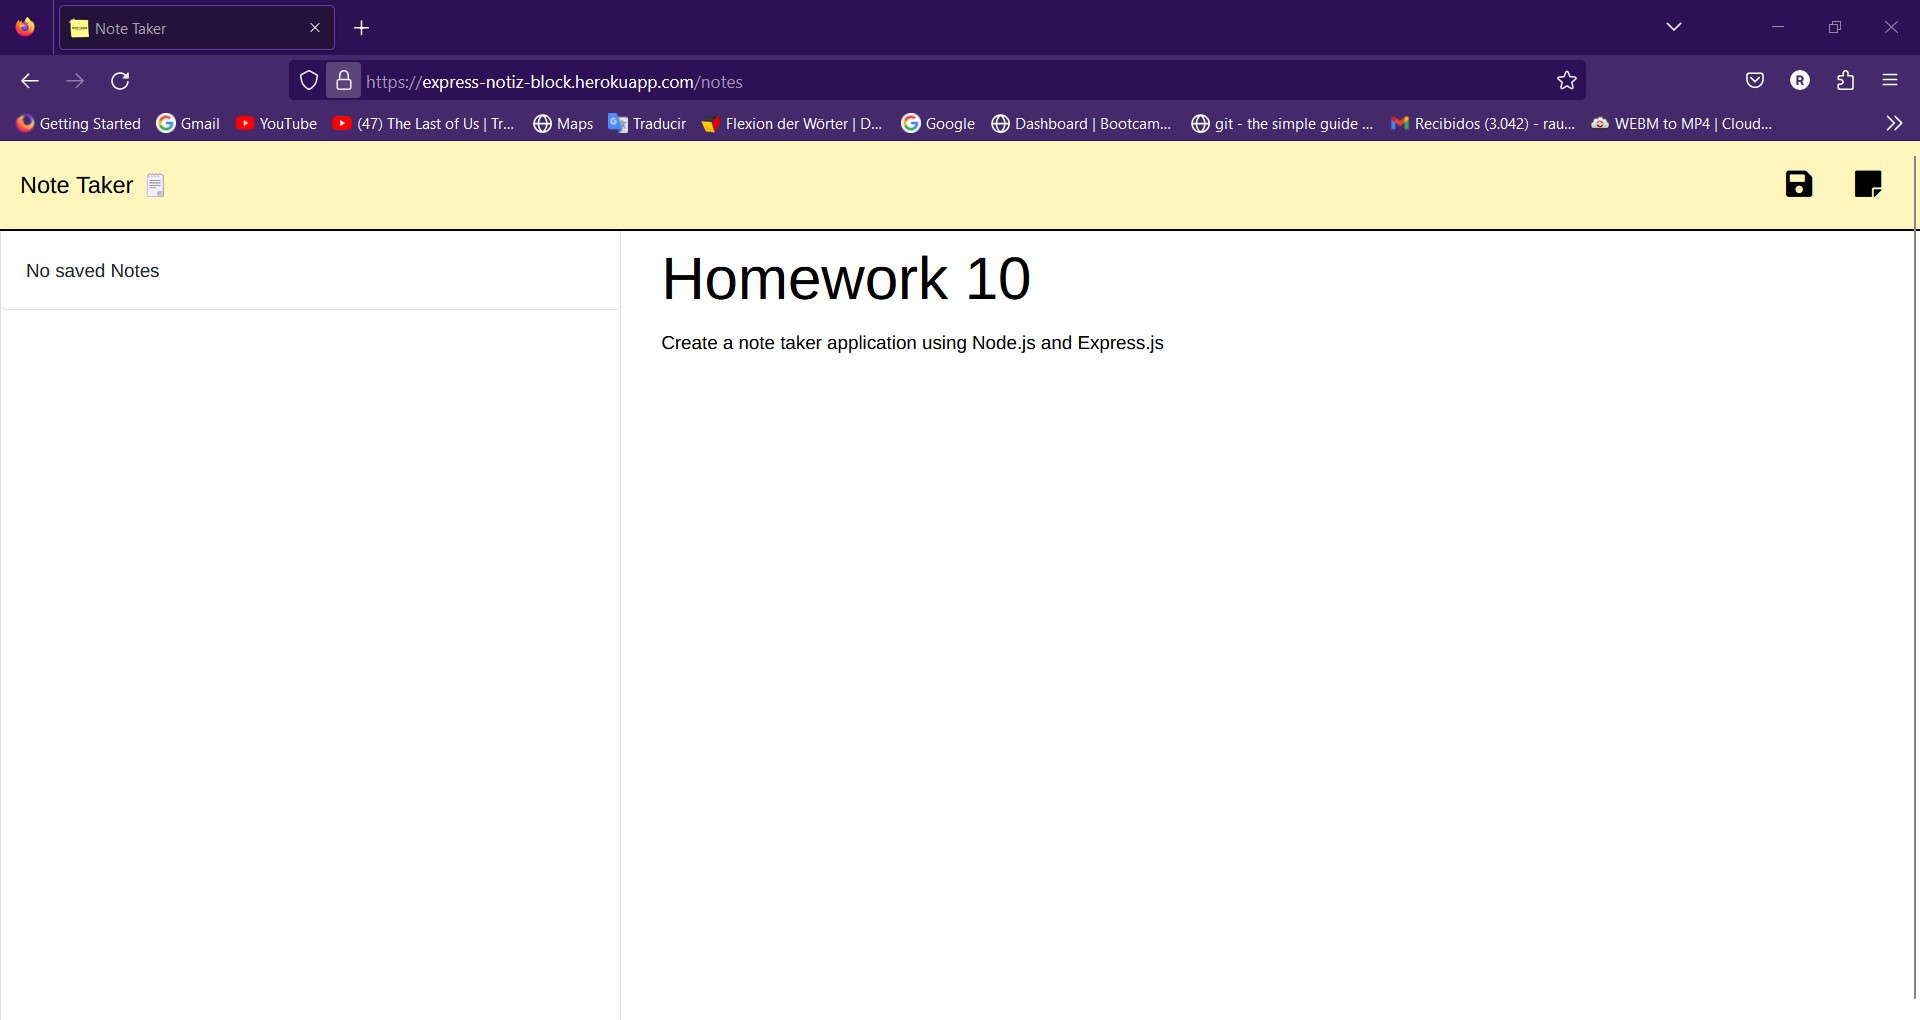 Note Taker
https://express-notiz-block.herokuapp.com/notes
R
Getting Started Gmail YouTube (47) The Last of Us | Tr... Maps Traducir Flexion der Wörter | D... Google Dashboard | Bootcam... git - the simple guide ... Recibidos (3.042) - rau... WEBM to MP4 | Cloud...
Note Taker
No saved Notes
Homework 10
Create a note taker application using Node.js and Express.js